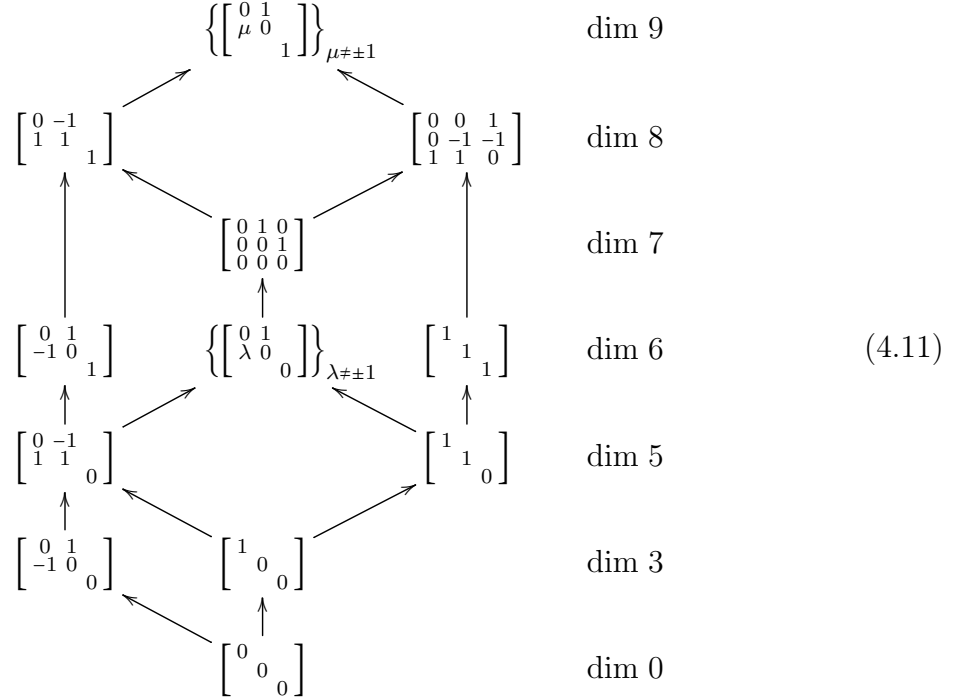 {[0 1
μ 0
1]}μ≠±1 dim 9
[0 –1
1 1
1] [0 0 1
0 –1 –1
1 1 0] dim 8
[0 1 0
0 0 1
0 0 0] dim 7
[0 1
–1 0
1] {[0 1
λ 0
0]}λ≠±1 [1
1
1] dim 6 (4.11)
[0 –1
1 1
0] [1
1
0] dim 5
[0 1
–1 0
0] [1
0
0] dim 3
[0
0
0] dim 0